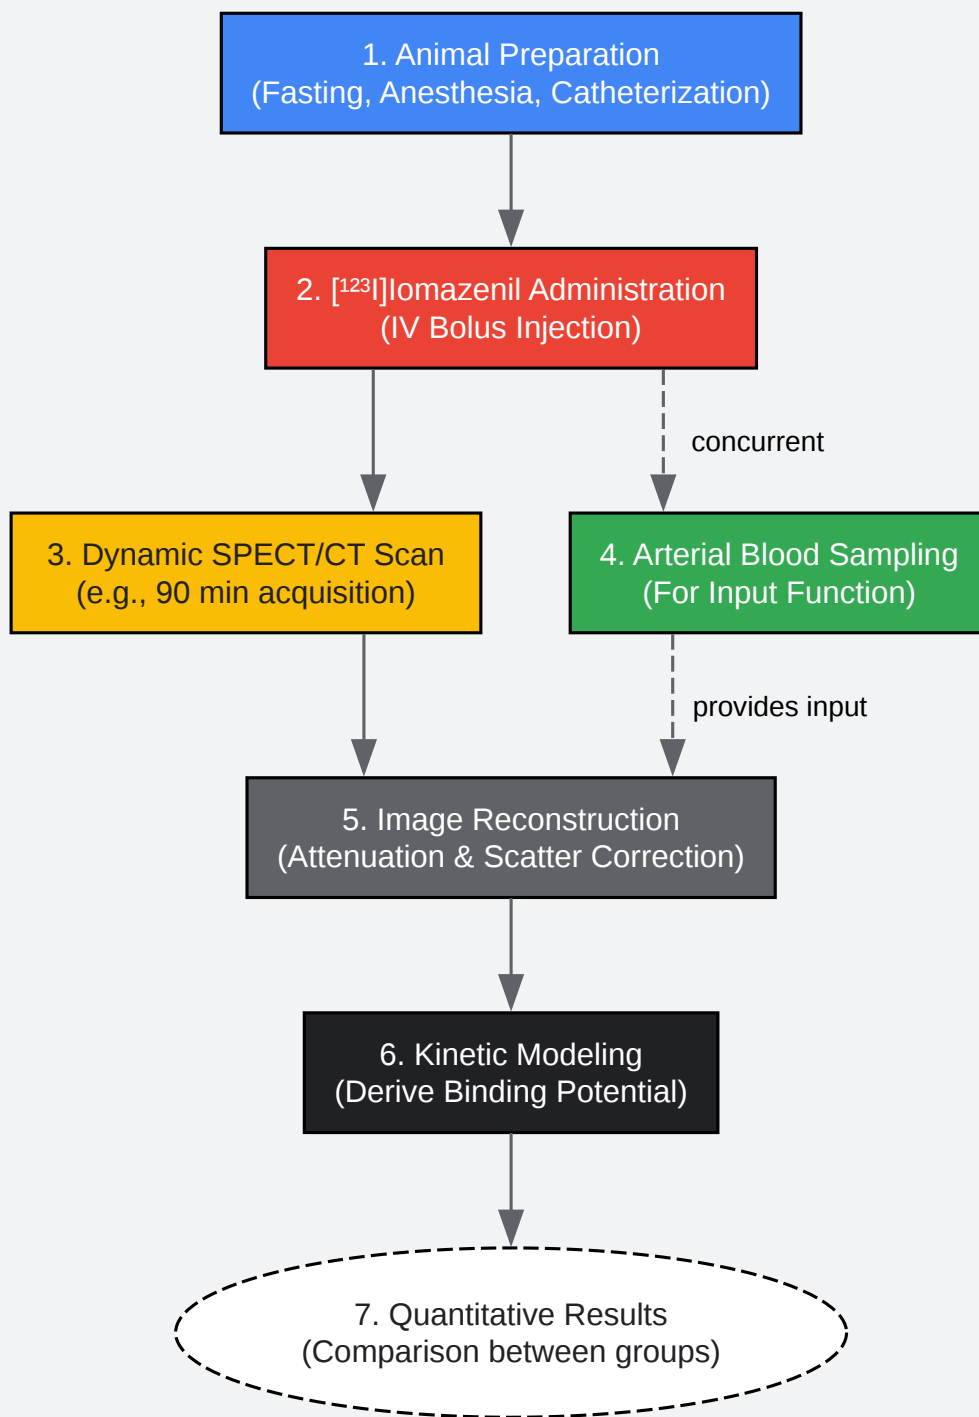 1. Animal Preparation
(Fasting, Anesthesia, Catheterization)
2. [¹²³I]Iomazenil Administration
(IV Bolus Injection)
concurrent
3. Dynamic SPECT/CT Scan
(e.g., 90 min acquisition)
4. Arterial Blood Sampling
(For Input Function)
provides input
5. Image Reconstruction
(Attenuation & Scatter Correction)
6. Kinetic Modeling
(Derive Binding Potential)
7. Quantitative Results
(Comparison between groups)